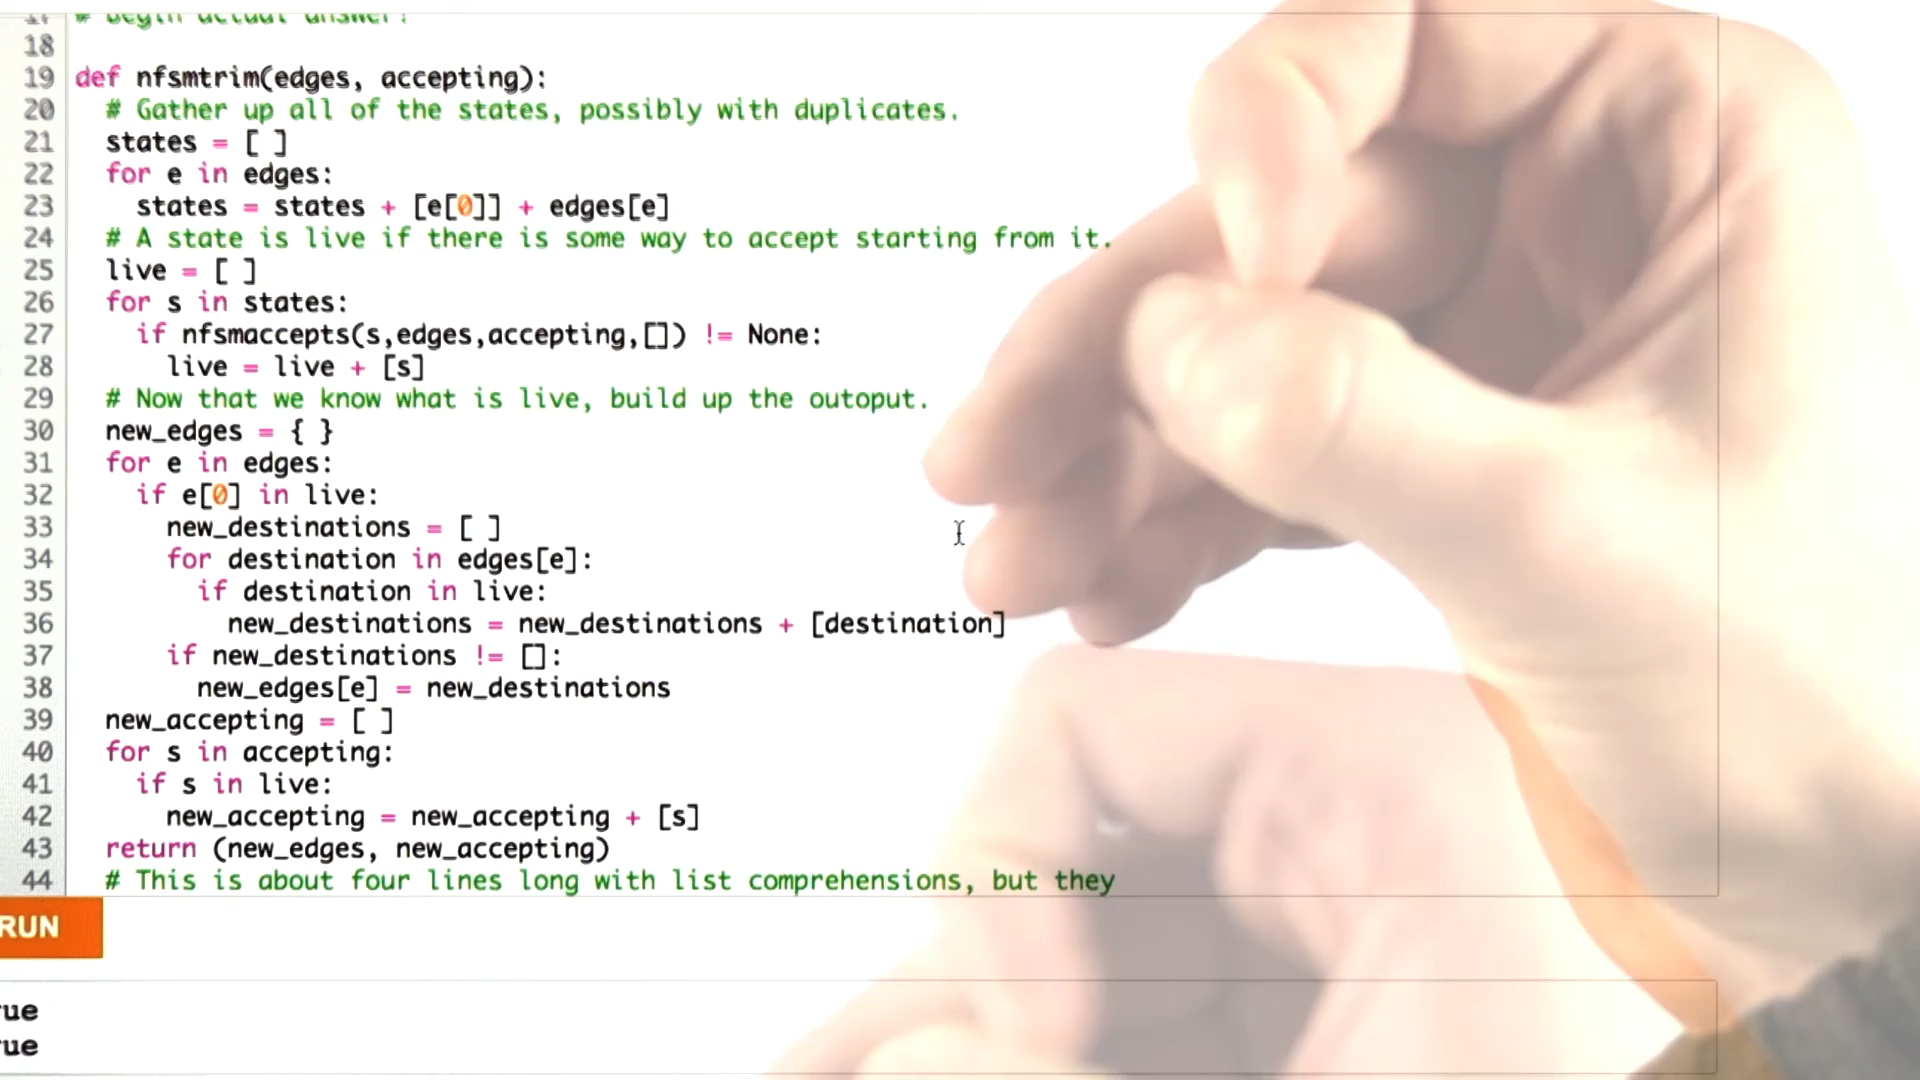 17 # Begin actual answer:
18
19 def nfsmtrim(edges, accepting):
20 # Gather up all of the states, possibly with duplicates.
21 states = [ ]
22 for e in edges:
23 states = states + [e[0]] + edges[e]
24 # A state is live if there is some way to accept starting from it.
25 live = [ ]
26 for s in states:
27 if nfsmaccepts(s,edges,accepting,[]) != None:
28 live = live + [s]
29 # Now that we know what is live, build up the outoput.
30 new_edges = { }
31 for e in edges:
32 if e[0] in live:
33 new_destinations = [ ]
34 for destination in edges[e]:
35 if destination in live:
36 new_destinations = new_destinations + [destination]
37 if new_destinations != []:
38 new_edges[e] = new_destinations
39 new_accepting = [ ]
40 for s in accepting:
41 if s in live:
42 new_accepting = new_accepting + [s]
43 return (new_edges, new_accepting)
44 # This is about four lines long with list comprehensions, but they
RUN
rue
rue